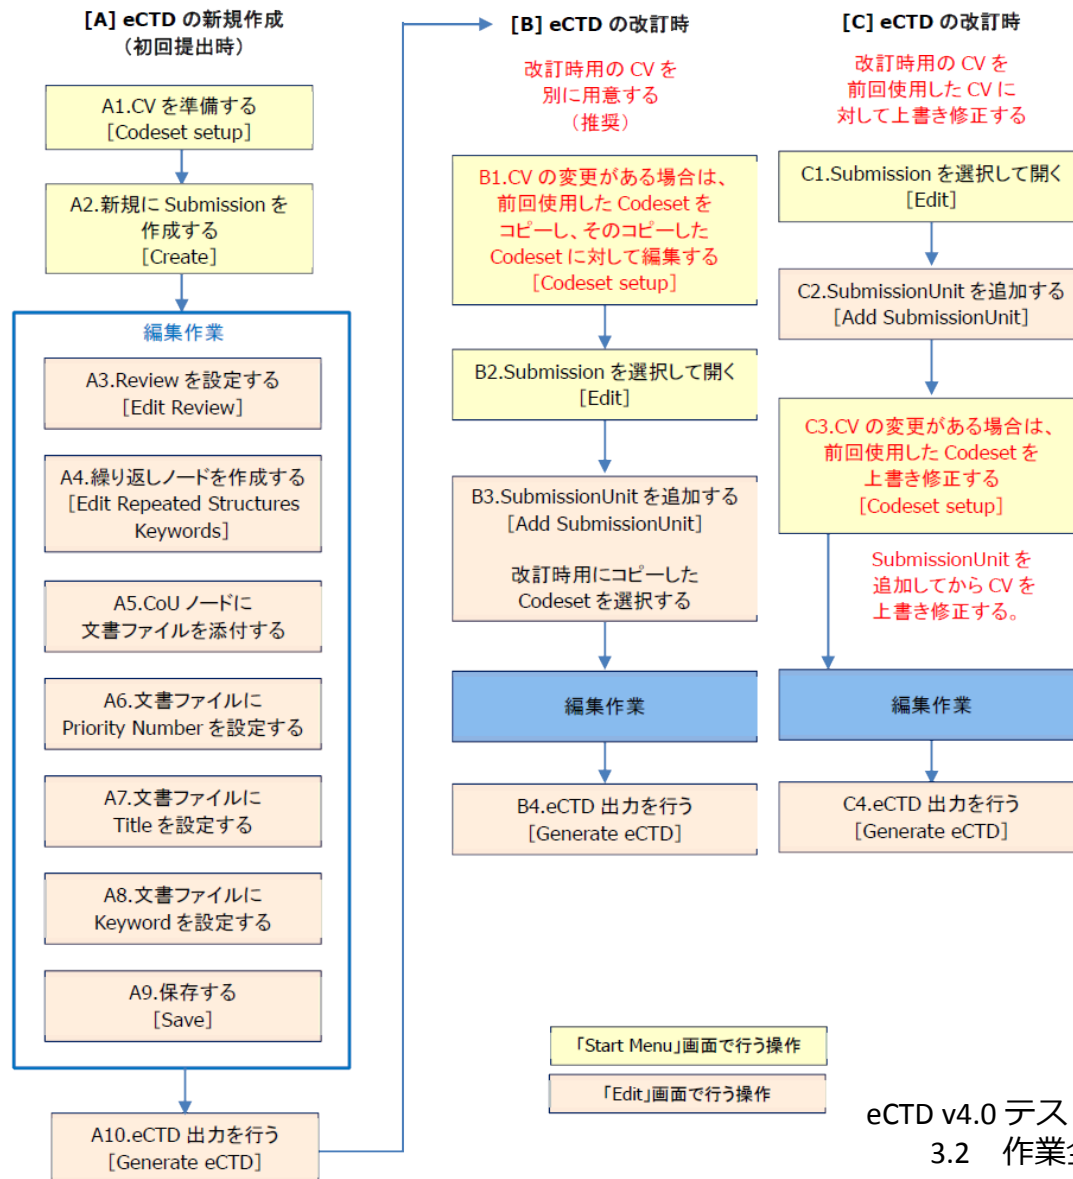 [A] eCTD の新規作成
（初回提出時）
A1.CV を準備する
[Codeset setup]
A2.新規に Submission を
作成する
[Create]
編集作業
A3.Review を設定する
[Edit Review]
A4.繰り返しノードを作成する
[Edit Repeated Structures
Keywords]
A5.CoU ノードに
文書ファイルを添付する
A6.文書ファイルに
Priority Number を設定する
A7.文書ファイルに
Title を設定する
A8.文書ファイルに
Keyword を設定する
A9.保存する
[Save]
A10.eCTD 出力を行う
[Generate eCTD]
[B] eCTD の改訂時
改訂時用の CV を
別に用意する
（推奨）
B1.CV の変更がある場合は、
前回使用した Codeset を
コピーし、そのコピーした
Codeset に対して編集する
[Codeset setup]
B2.Submission を選択して開く
[Edit]
B3.SubmissionUnit を追加する
[Add SubmissionUnit]
改訂時用にコピーした
Codeset を選択する
編集作業
B4.eCTD 出力を行う
[Generate eCTD]
[C] eCTD の改訂時
改訂時用の CV を
前回使用した CV に
対して上書き修正する
C1.Submission を選択して開く
[Edit]
C2.SubmissionUnit を追加する
[Add SubmissionUnit]
C3.CV の変更がある場合は、
前回使用した Codeset を
上書き修正する
[Codeset setup]
SubmissionUnit を
追加してから CV を
上書き修正する。
編集作業
C4.eCTD 出力を行う
[Generate eCTD]
「Start Menu」画面で行う操作
「Edit」画面で行う操作
eCTD v4.0 テス
3.2 作業